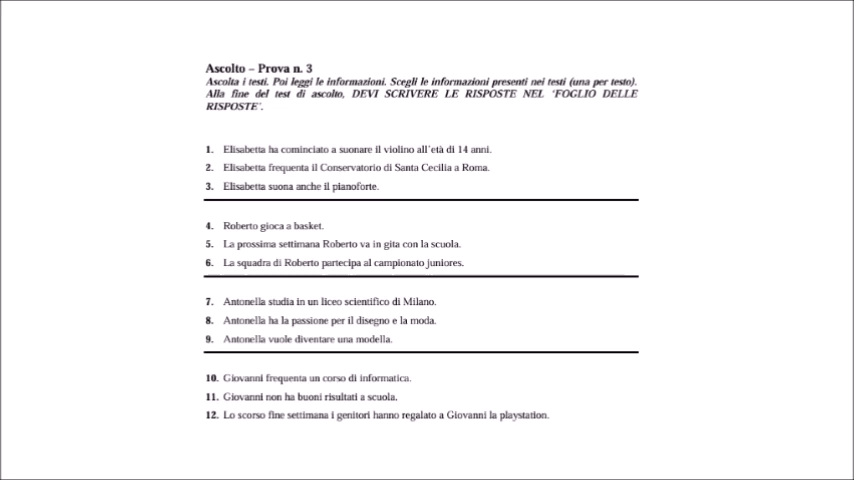 Ascolto – Prova n. 3
Ascolta i testi. Poi leggi le informazioni. Scegli le informazioni presenti nei testi (una per testo).
Alla fine del test di ascolto, DEVI SCRIVERE LE RISPOSTE NEL 'FOGLIO DELLE
RISPOSTE'.
1. Elisabetta ha cominciato a suonare il violino all'età di 14 anni.
2. Elisabetta frequenta il Conservatorio di Santa Cecilia a Roma.
3. Elisabetta suona anche il pianoforte.
4. Roberto gioca a basket.
5. La prossima settimana Roberto va in gita con la scuola.
6. La squadra di Roberto partecipa al campionato juniores.
7. Antonella studia in un liceo scientifico di Milano.
8. Antonella ha la passione per il disegno e la moda.
9. Antonella vuole diventare una modella.
10. Giovanni frequenta un corso di informatica.
11. Giovanni non ha buoni risultati a scuola.
12. Lo scorso fine settimana i genitori hanno regalato a Giovanni la playstation.